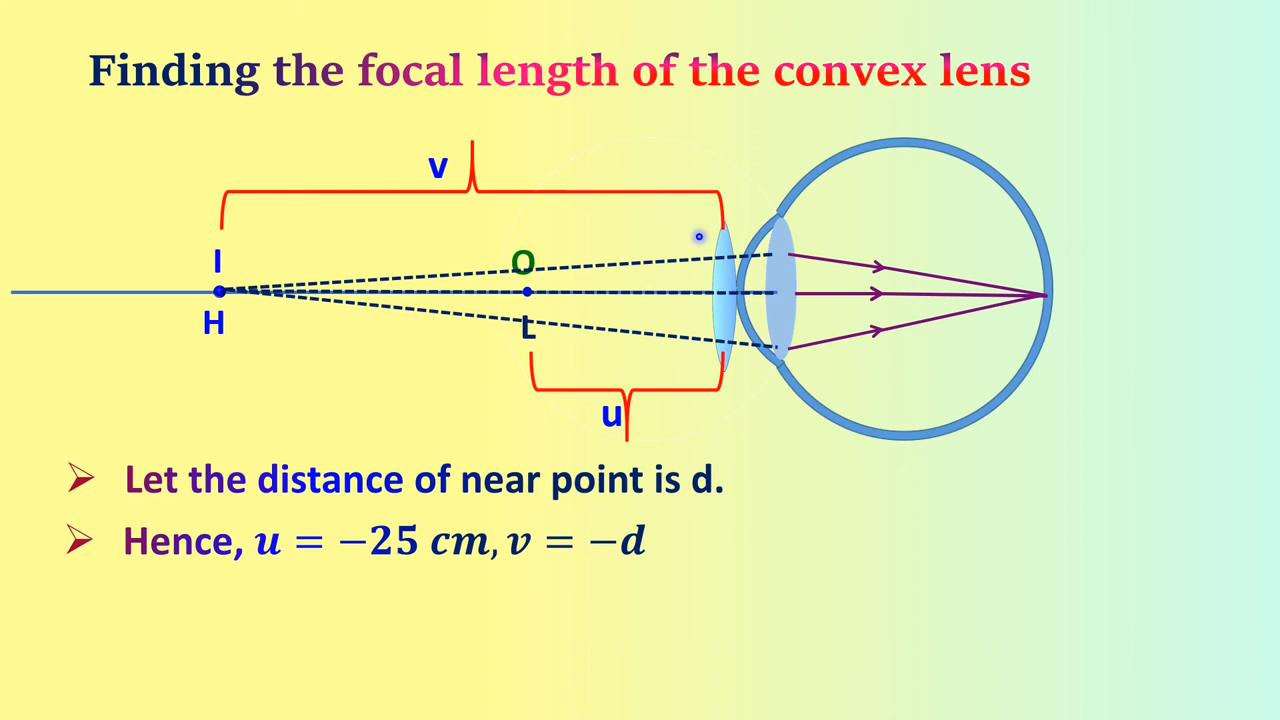 Finding the focal length of the convex lens
v
I
O
H
L
u
Let the distance of near point is d.
Hence, u = −25 cm, v = −d